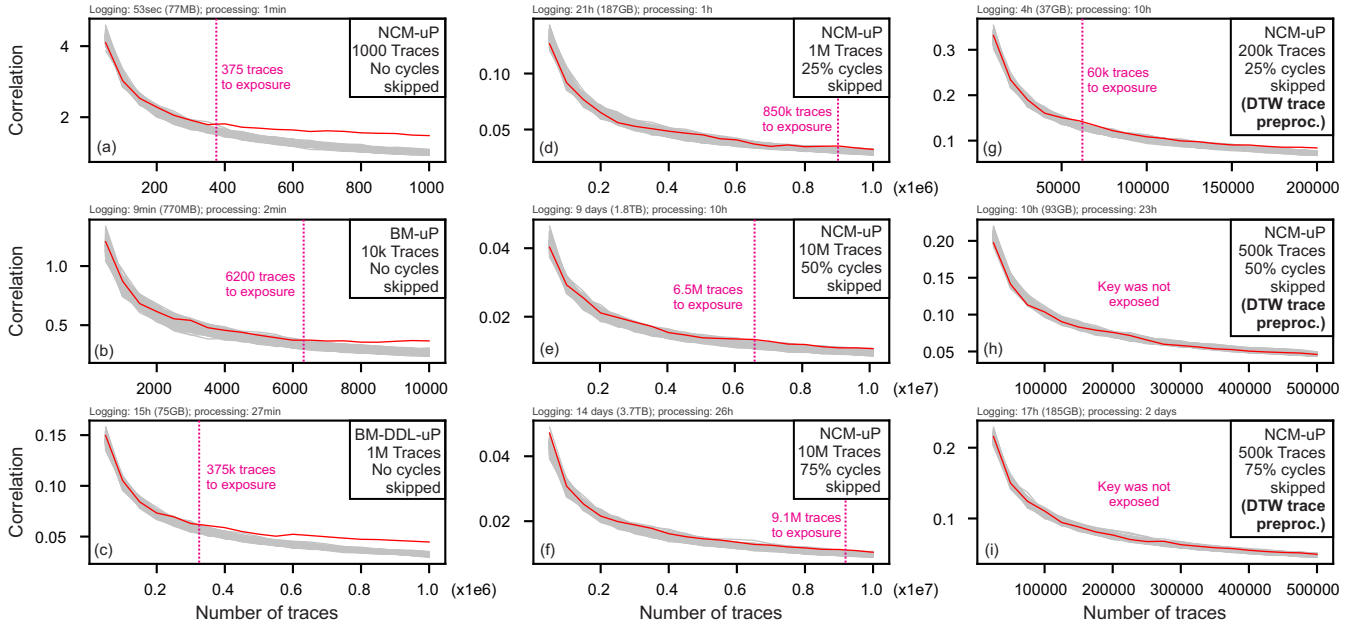 Logging: 53sec (77MB); processing: 1min
Correlation
4
2
(a)
375 traces
to exposure
NCM-uP
1000 Traces
No cycles
skipped
200
400
600
800
1000
Logging: 21h (187GB); processing: 1h
0.10
0.05
(d)
850k traces
to exposure
NCM-uP
1M Traces
25% cycles
skipped
0.2
0.4
0.6
0.8
1.0
(x1e6)
Logging: 4h (37GB); processing: 10h
0.3
0.2
0.1
(g)
60k traces
to exposure
NCM-uP
200k Traces
25% cycles
skipped
(DTW trace
preproc.)
50000
100000
150000
200000
Logging: 9min (770MB); processing: 2min
Correlation
1.0
0.5
(b)
6200 traces
to exposure
BM-uP
10k Traces
No cycles
skipped
2000
4000
6000
8000
10000
Logging: 9 days (1.8TB); processing: 10h
0.04
0.02
(e)
6.5M traces
to exposure
NCM-uP
10M Traces
50% cycles
skipped
0.2
0.4
0.6
0.8
1.0
(x1e7)
Logging: 10h (93GB); processing: 23h
0.20
0.15
0.10
0.05
(h)
Key was not
exposed
NCM-uP
500k Traces
50% cycles
skipped
(DTW trace
preproc.)
100000
200000
300000
400000
500000
Logging: 15h (75GB); processing: 27min
Correlation
0.15
0.10
0.05
(c)
375k traces
to exposure
BM-DDL-uP
1M Traces
No cycles
skipped
0.2
0.4
0.6
0.8
1.0
(x1e6)
Number of traces
Logging: 14 days (3.7TB); processing: 26h
0.04
0.02
(f)
9.1M traces
to exposure
NCM-uP
10M Traces
75% cycles
skipped
0.2
0.4
0.6
0.8
1.0
(x1e7)
Number of traces
Logging: 17h (185GB); processing: 2 days
0.2
0.1
(i)
Key was not
exposed
NCM-uP
500k Traces
75% cycles
skipped
(DTW trace
preproc.)
100000
200000
300000
400000
500000
Number of traces